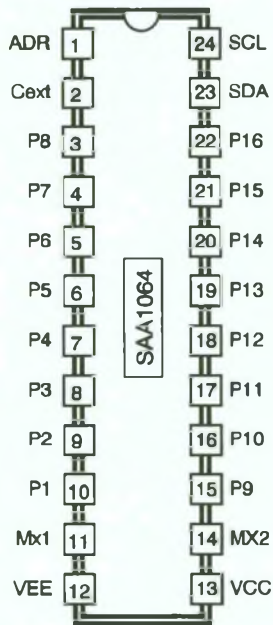 ADR 1 24 SCL
Cext 2 23 SDA
P8 3 22 P16
P7 4 21 P15
P6 5 20 P14
P5 6 19 P13
P4 7 18 P12
P3 8 17 P11
P2 9 16 P10
P1 10 15 P9
Mx1 11 14 MX2
VEE 12 13 VCC
SAA1064